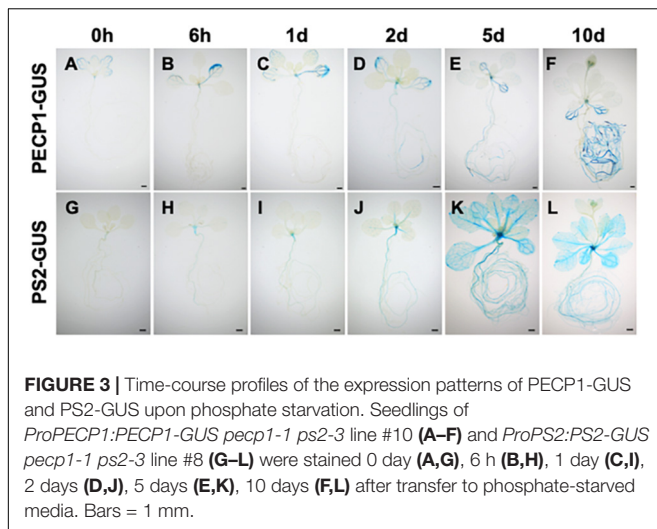 0h 6h 1d 2d 5d 10d
PECP1-GUS
A B C D E F
PS2-GUS
G H I J K L
FIGURE 3 | Time-course profiles of the expression patterns of PECP1-GUS
and PS2-GUS upon phosphate starvation. Seedlings of
ProPECP1:PECP1-GUS pecp1-1 ps2-3 line #10 (A–F) and ProPS2:PS2-GUS
pecp1-1 ps2-3 line #8 (G–L) were stained 0 day (A,G), 6 h (B,H), 1 day (C,I),
2 days (D,J), 5 days (E,K), 10 days (F,L) after transfer to phosphate-starved
media. Bars = 1 mm.